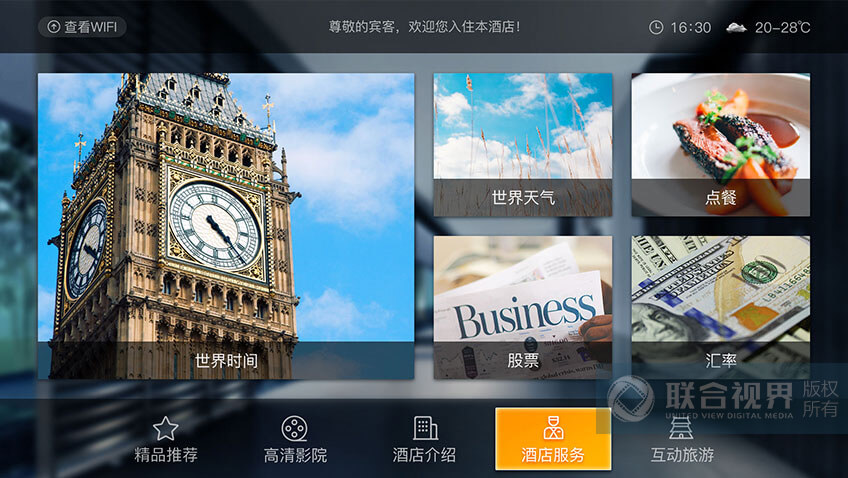 查看WIFI
尊敬的宾客，欢迎您入住本酒店！
16:30
20-28℃
世界时间
世界天气
点餐
Business
股票
汇率
联合视界
UNITED VIEW DIGITAL MEDIA
版权
所有
精品推荐
高清影院
酒店介绍
酒店服务
互动旅游